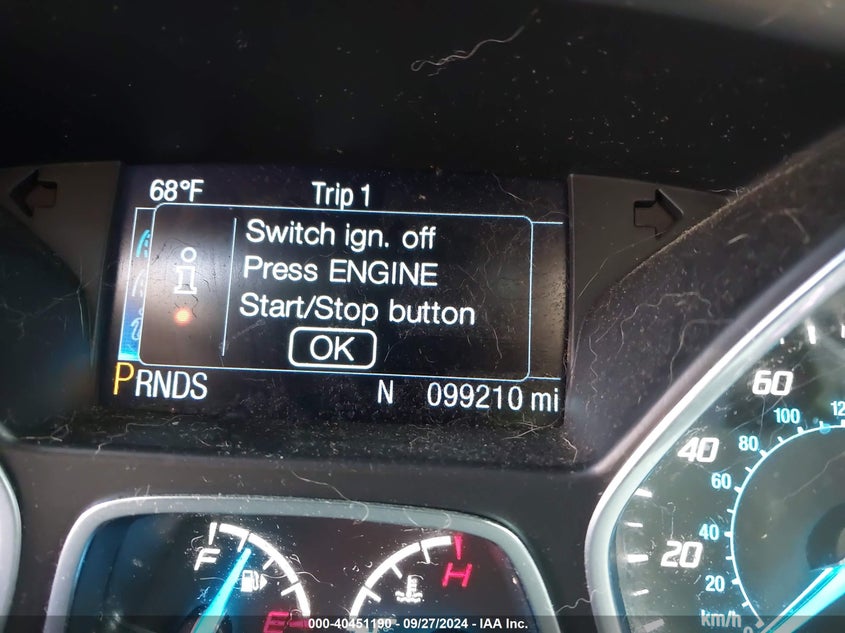 68°F Trip 1
Switch ign. off
Press ENGINE
Start/Stop button
OK
PRNDS N 099210 mi
60
40
20
100
80
60
40
20
km/h
F
E
H
000-40451190 - 09/27/2024 - IAA Inc.